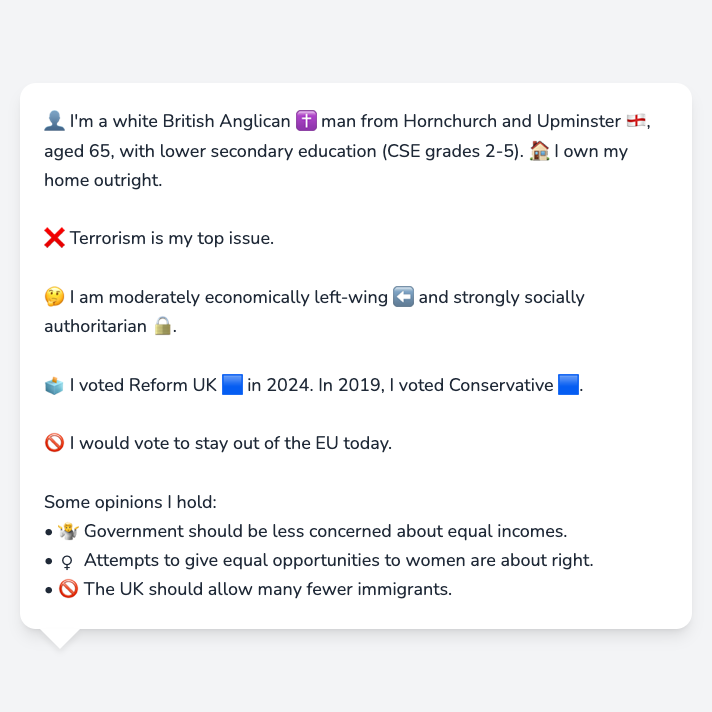 👤 I'm a white British Anglican ✝️ man from Hornchurch and Upminster 🏴󠁧󠁢󠁥󠁮󠁧󠁿,
aged 65, with lower secondary education (CSE grades 2-5). 🏠 I own my
home outright.
❌ Terrorism is my top issue.
🤔 I am moderately economically left-wing ⬅️ and strongly socially
authoritarian 🔒.
🗳️ I voted Reform UK 🟦 in 2024. In 2019, I voted Conservative 🟦.
🚫 I would vote to stay out of the EU today.
Some opinions I hold:
• 🤷 Government should be less concerned about equal incomes.
• ♀ Attempts to give equal opportunities to women are about right.
• 🚫 The UK should allow many fewer immigrants.